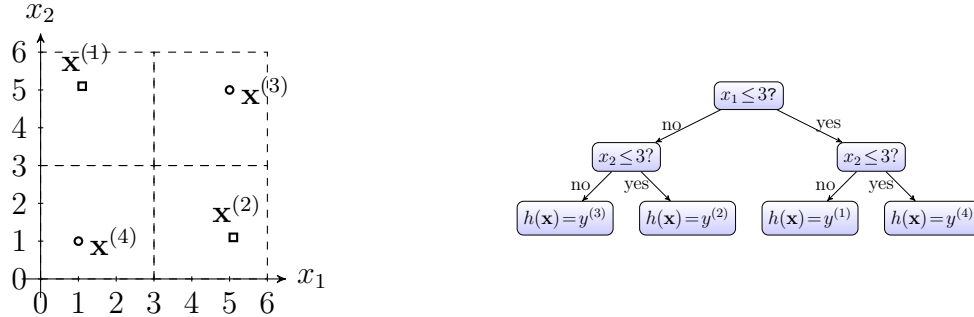 x₂
6
x⁽¹⁾
5
x⁽³⁾
4
3
2
x⁽²⁾
1
x⁽⁴⁾
0
x₁
0 1 2 3 4 5 6
x₁ ≤ 3?
no yes
x₂ ≤ 3? x₂ ≤ 3?
no yes no yes
h(x) = y⁽³⁾ h(x) = y⁽²⁾ h(x) = y⁽¹⁾ h(x) = y⁽⁴⁾